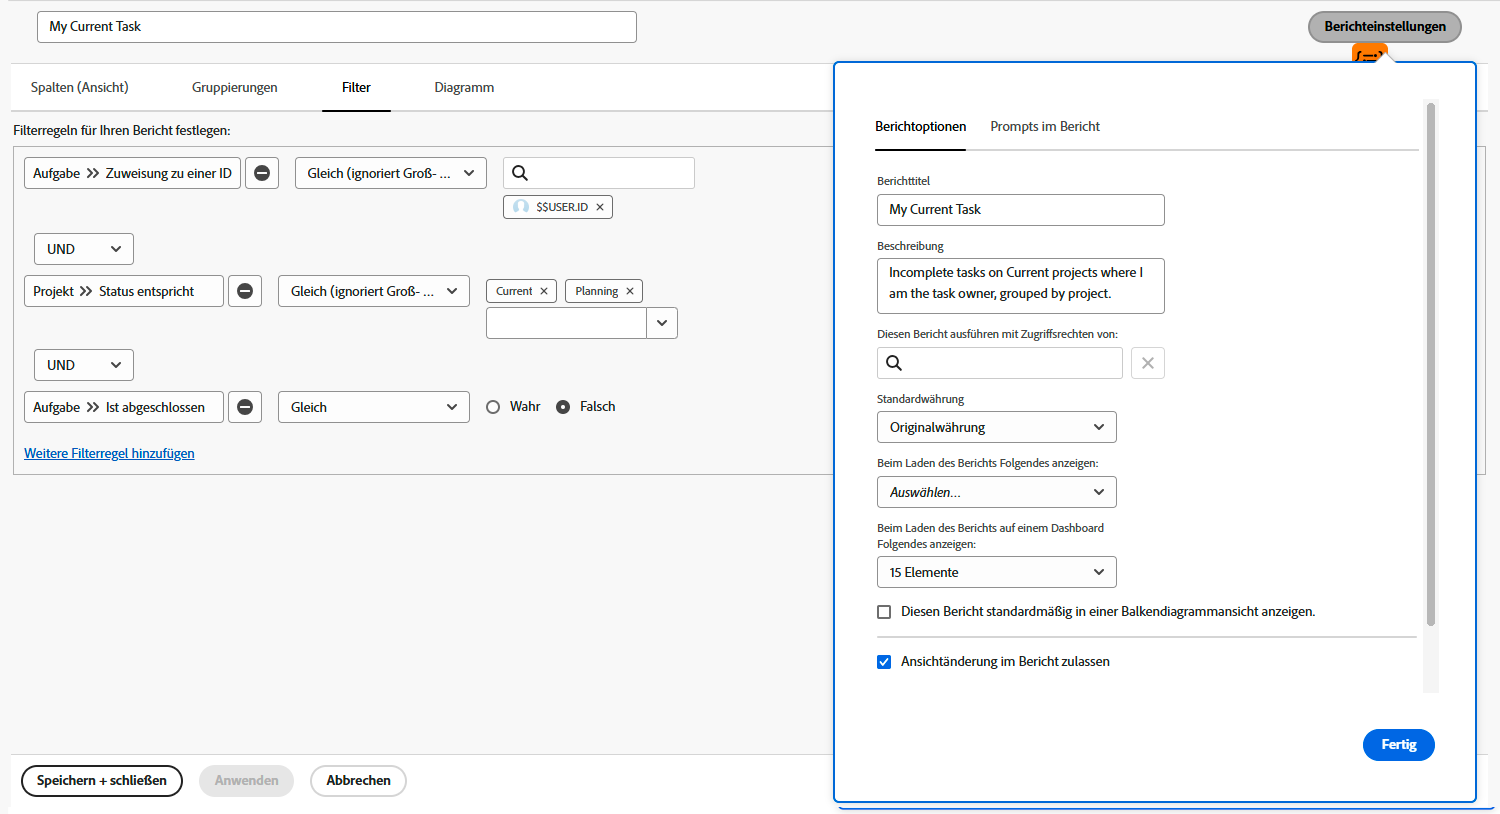 My Current Task
Berichteinstellungen
Spalten (Ansicht)
Gruppierungen
Filter
Diagramm
Filterregeln für Ihren Bericht festlegen:
Aufgabe >> Zuweisung zu einer ID
Gleich (ignoriert Groß- ...
$$USER.ID
UND
Projekt >> Status entspricht
Gleich (ignoriert Groß- ...
Current
Planning
UND
Aufgabe >> Ist abgeschlossen
Gleich
Wahr
Falsch
Weitere Filterregel hinzufügen
Speichern + schließen
Anwenden
Abbrechen
Berichtoptionen
Prompts im Bericht
Berichttitel
My Current Task
Beschreibung
Incomplete tasks on Current projects where I
am the task owner, grouped by project.
Diesen Bericht ausführen mit Zugriffsrechten von:
Standardwährung
Originalwährung
Beim Laden des Berichts Folgendes anzeigen:
Auswählen...
Beim Laden des Berichts auf einem Dashboard
Folgendes anzeigen:
15 Elemente
Diesen Bericht standardmäßig in einer Balkendiagrammansicht anzeigen.
Ansichtänderung im Bericht zulassen
Fertig